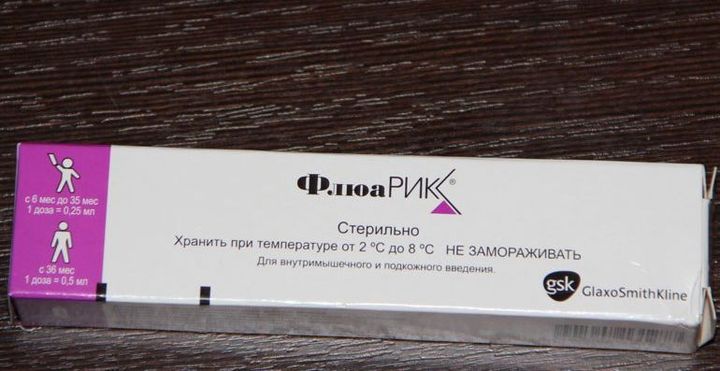 с 6 мес до 35 мес
1 доза = 0,25 мл
с 36 мес
1 доза = 0,5 мл
ФлюаРИКС®
Стерильно
Хранить при температуре от 2 °C до 8 °C НЕ ЗАМОРАЖИВАТЬ
Для внутримышечного и подкожного введения.
gsk GlaxoSmithKline